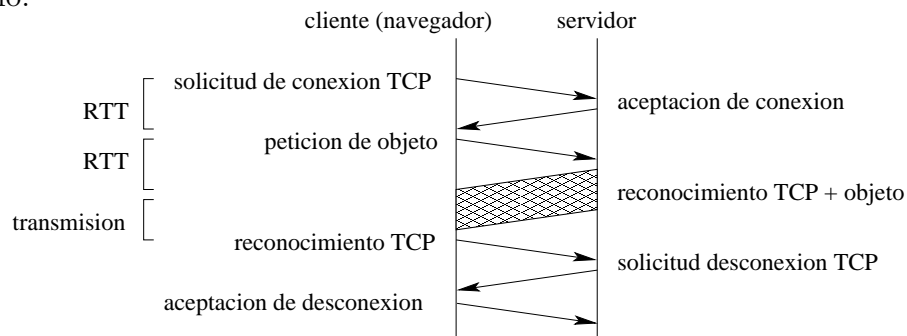 cliente (navegador) servidor
solicitud de conexion TCP
aceptacion de conexion
RTT
peticion de objeto
RTT
reconocimiento TCP + objeto
transmision
reconocimiento TCP
solicitud desconexion TCP
aceptacion de desconexion